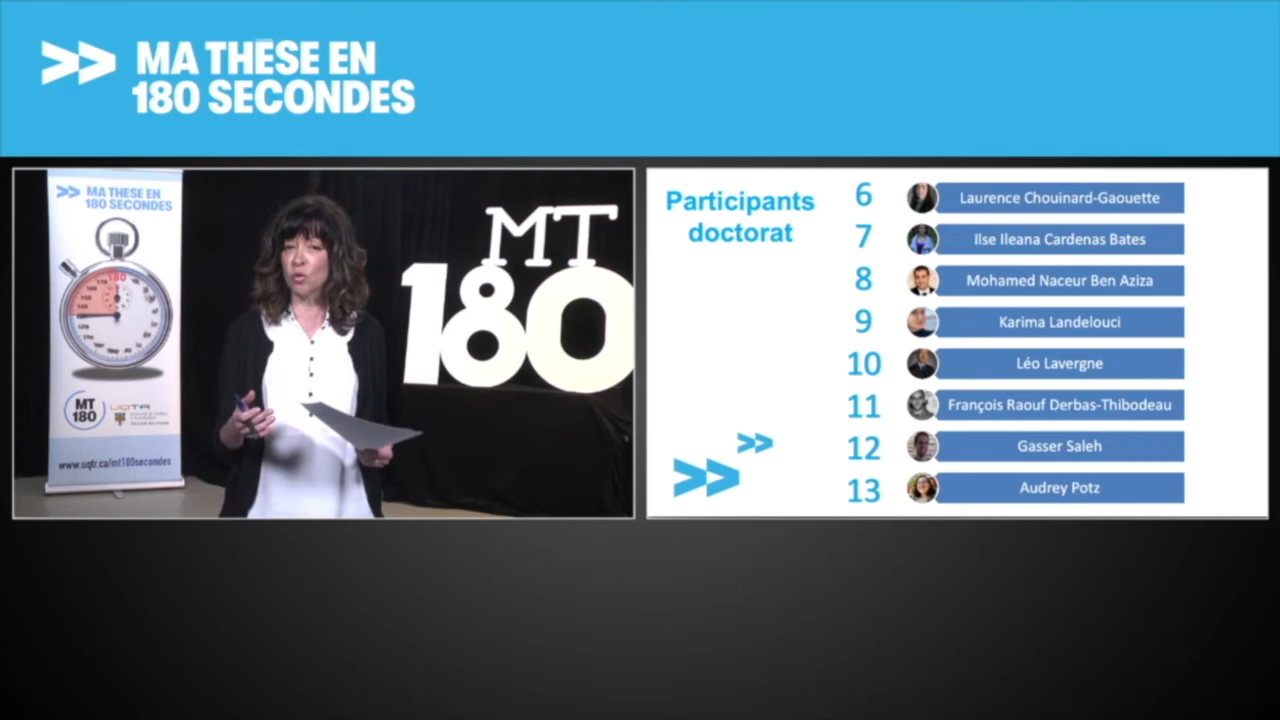 MA THÈSE EN
180 SECONDES
MA THÈSE EN
180 SECONDES
180
MT
180
UQTR
www.uqtr.ca/mt180secondes
MT
180
Participants
doctorat
6 Laurence Chouinard-Gaouette
7 Ilse Ileana Cardenas Bates
8 Mohamed Naceur Ben Aziza
9 Karima Landelouci
10 Léo Lavergne
11 François Raouf Derbas-Thibodeau
12 Gasser Saleh
13 Audrey Potz